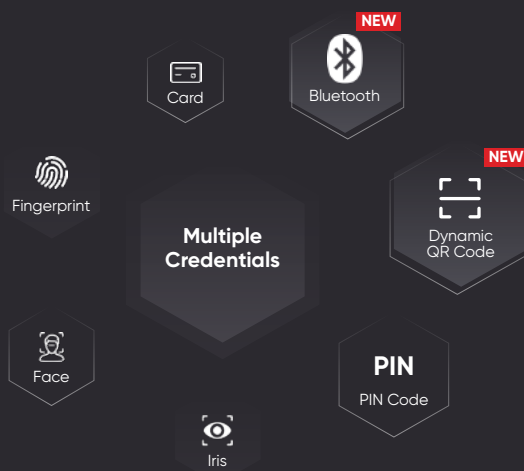 NEW
Card
Bluetooth
NEW
Fingerprint
Multiple
Credentials
Dynamic
QR Code
Face
PIN
PIN Code
Iris